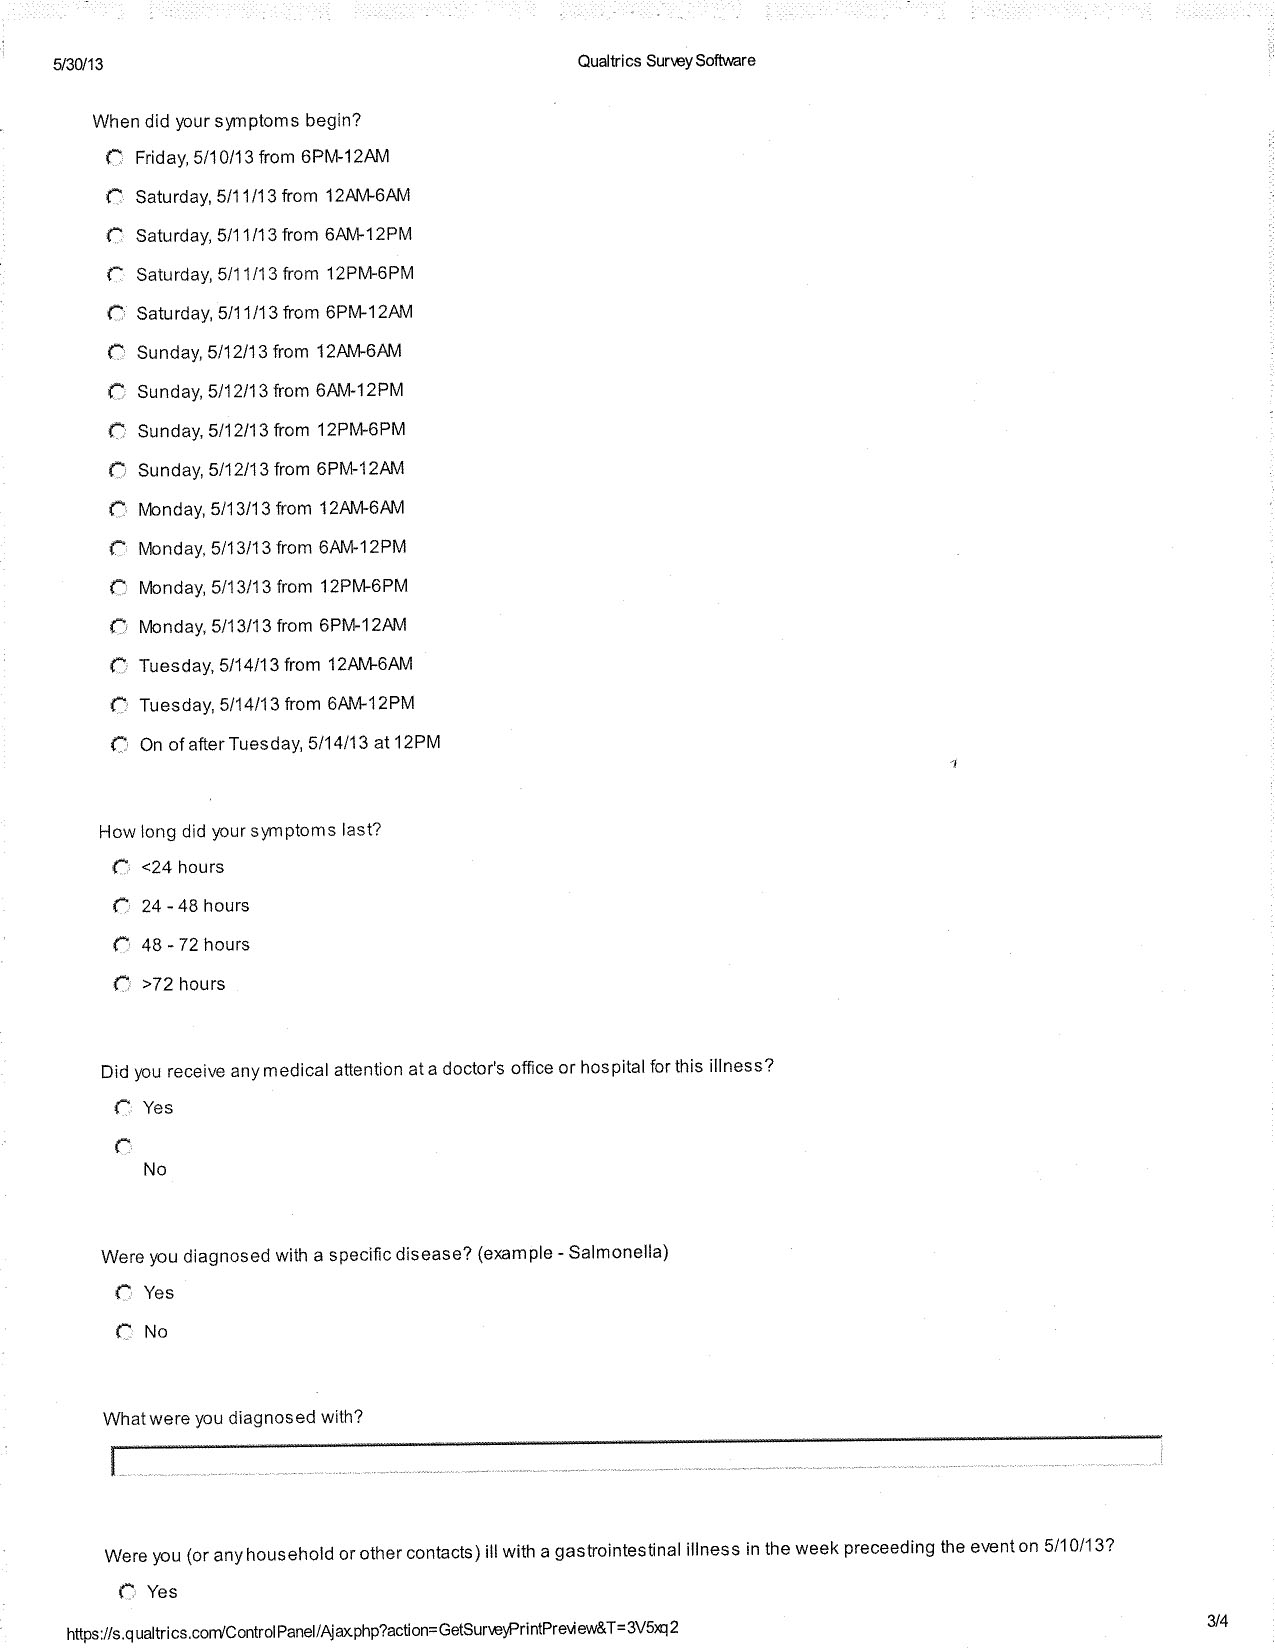 5/30/13
Qualtrics Survey Software
When did your symptoms begin?
Friday, 5/10/13 from 6PM-12AM
Saturday, 5/11/13 from 12AM-6AM
Saturday, 5/11/13 from 6AM-12PM
Saturday, 5/11/13 from 12PM-6PM
Saturday, 5/11/13 from 6PM-12AM
Sunday, 5/12/13 from 12AM-6AM
Sunday, 5/12/13 from 6AM-12PM
Sunday, 5/12/13 from 12PM-6PM
Sunday, 5/12/13 from 6PM-12AM
Monday, 5/13/13 from 12AM-6AM
Monday, 5/13/13 from 6AM-12PM
Monday, 5/13/13 from 12PM-6PM
Monday, 5/13/13 from 6PM-12AM
Tuesday, 5/14/13 from 12AM-6AM
Tuesday, 5/14/13 from 6AM-12PM
On of after Tuesday, 5/14/13 at 12PM
How long did your symptoms last?
<24 hours
24 - 48 hours
48 - 72 hours
>72 hours
Did you receive any medical attention at a doctor's office or hospital for this illness?
Yes
No
Were you diagnosed with a specific disease? (example - Salmonella)
Yes
No
What were you diagnosed with?
Were you (or any household or other contacts) ill with a gastrointestinal illness in the week preceeding the event on 5/10/13?
Yes
https://s.qualtrics.com/ControlPanel/Ajax.php?action=GetSurveyPrintPreview&T=3V5xq2
3/4